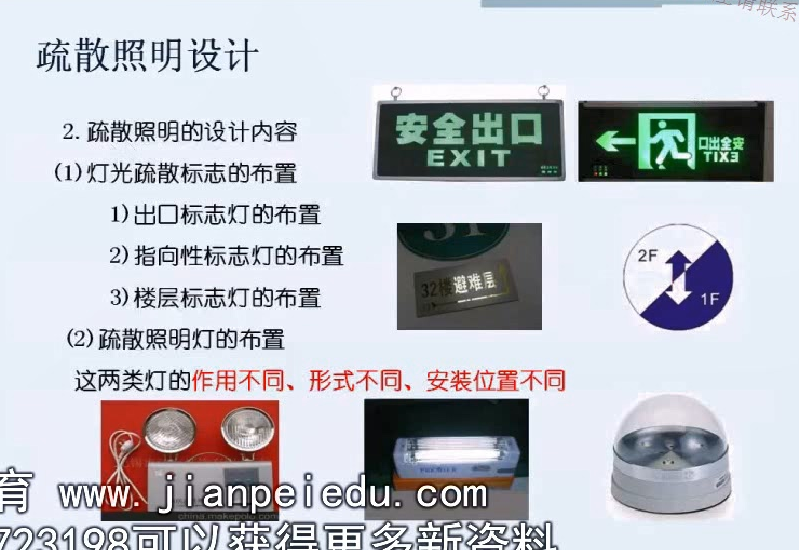 疏散照明设计
2.疏散照明的设计内容
(1)灯光疏散标志的布置
1)出口标志灯的布置
2)指向性标志灯的布置
3)楼层标志灯的布置
(2)疏散照明灯的布置
这两类灯的作用不同、形式不同、安装位置不同
安全出口
EXIT
安全出口
EXIT
32楼避难层
2F
1F
育 www.jianpeiedu.com
723198可以获得更多新资料
请联系